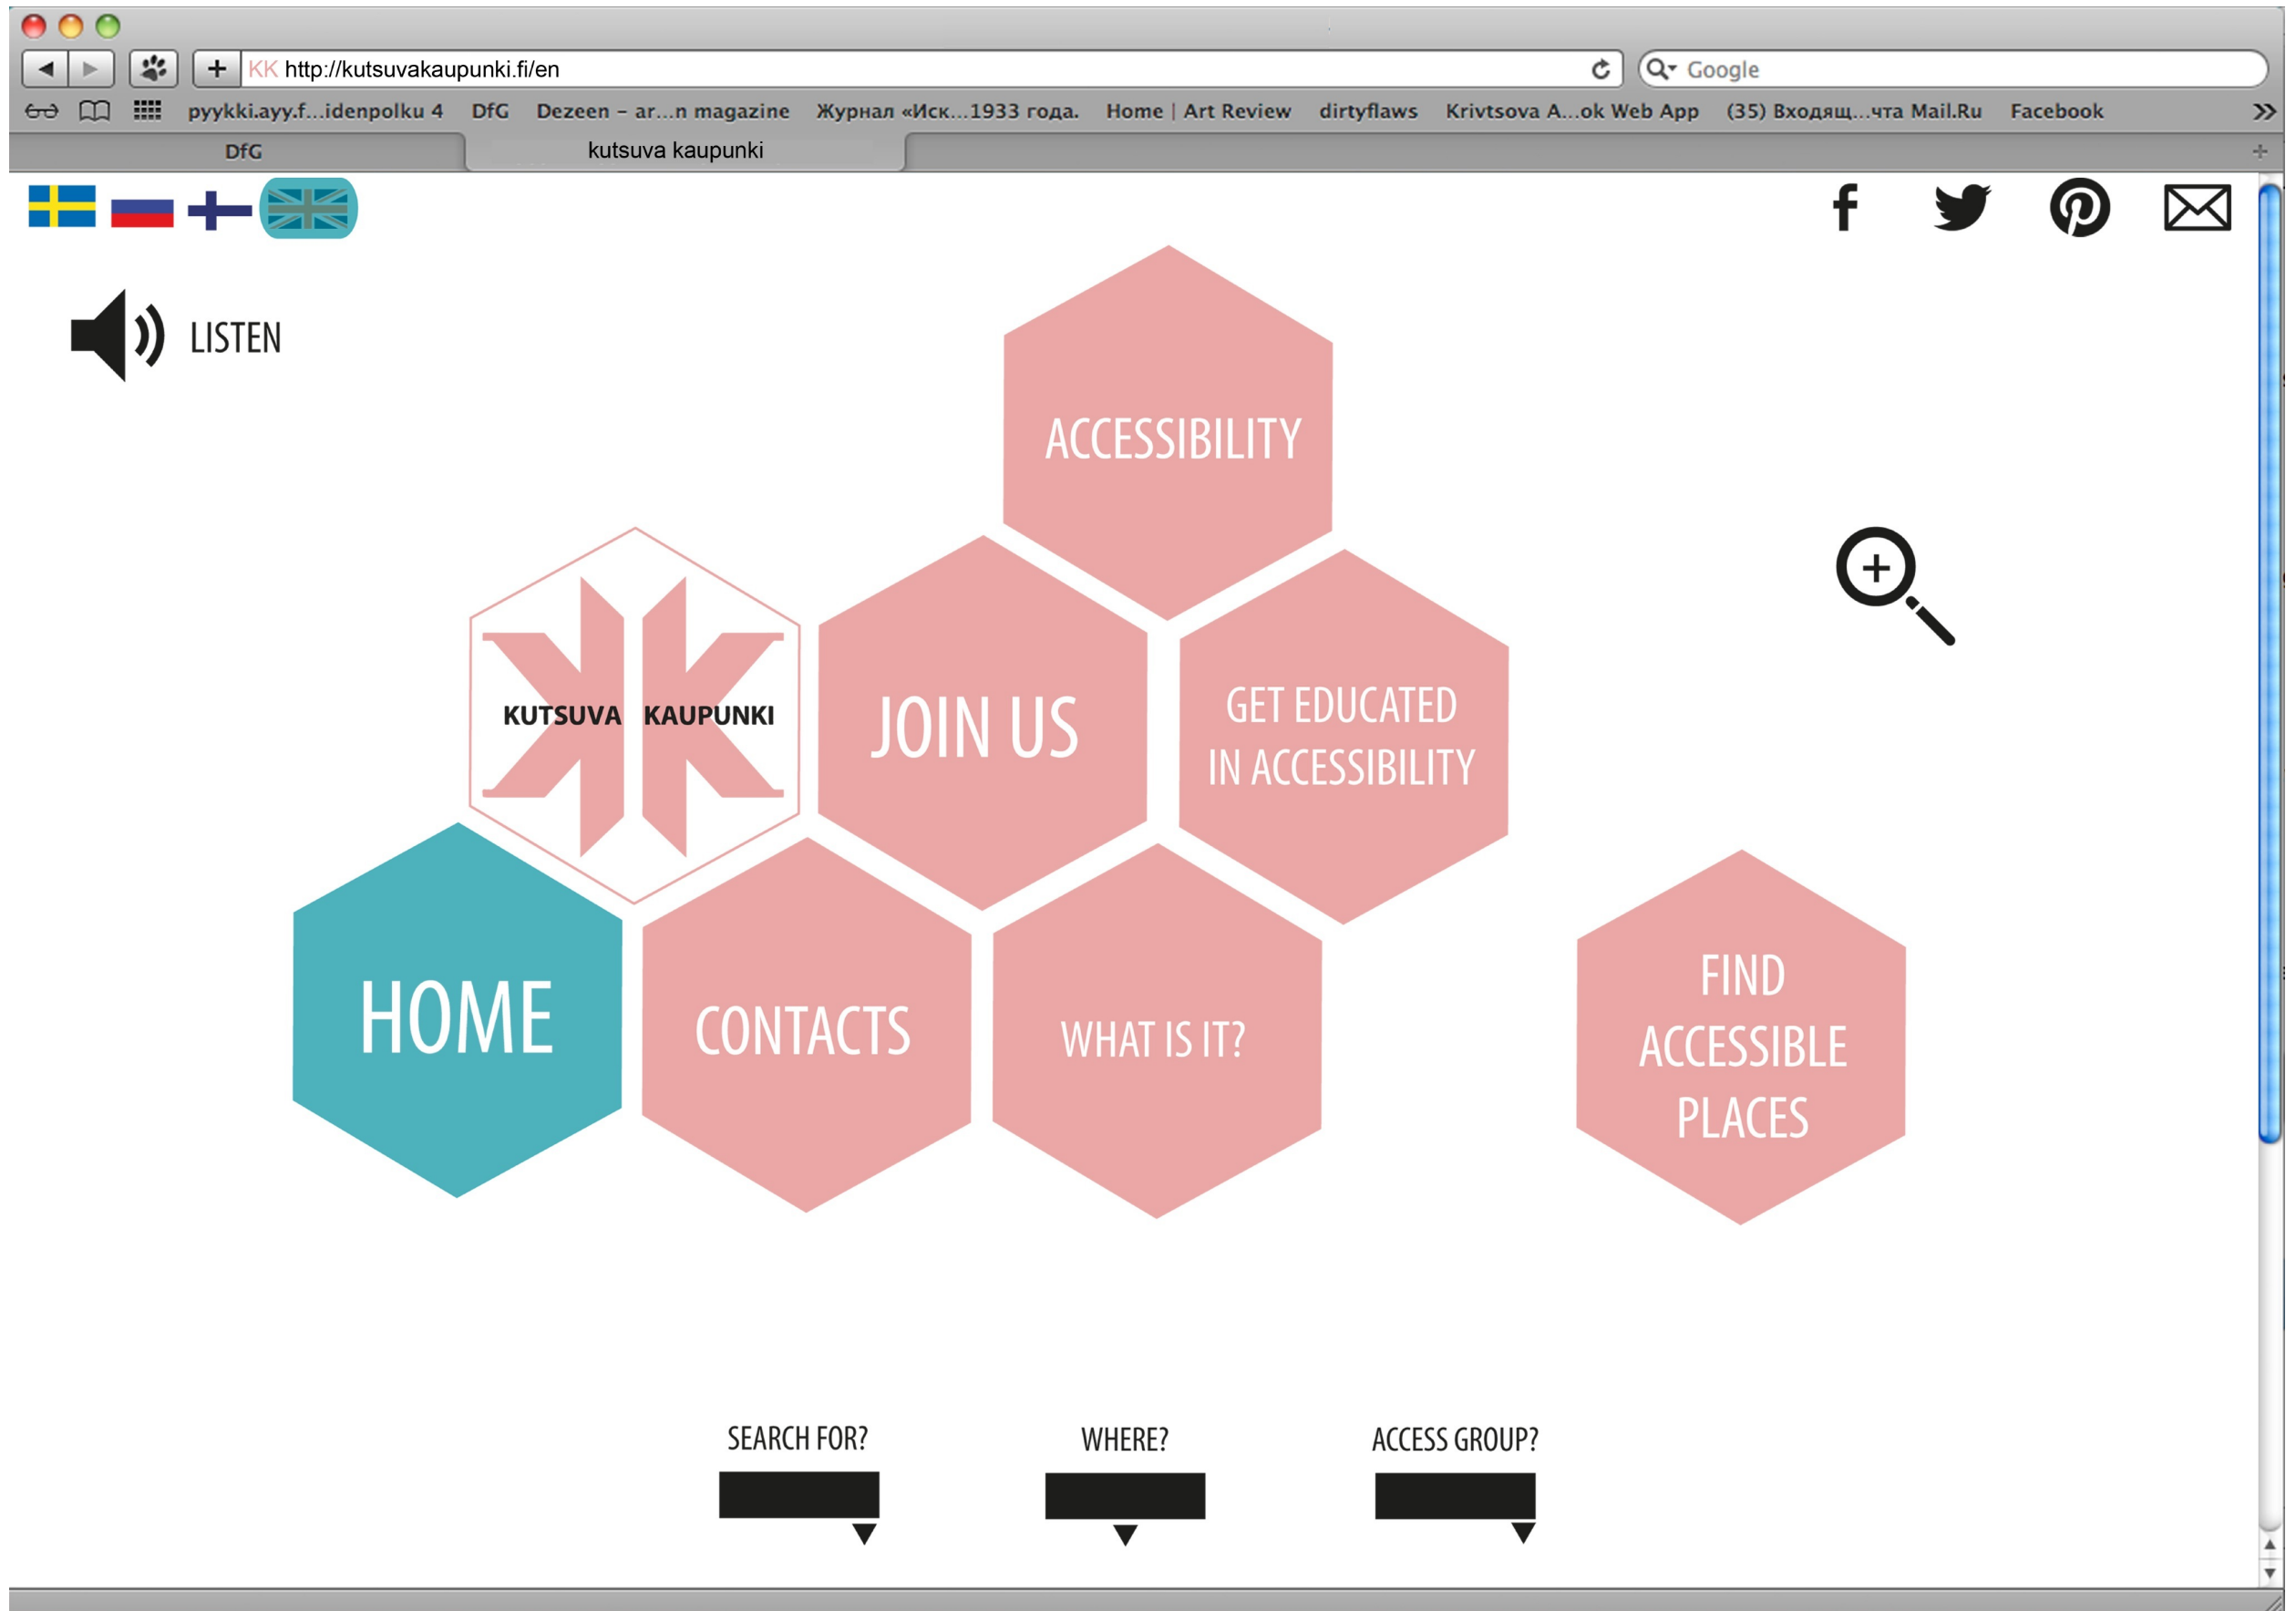 KK http://kutsuvakaupunki.fi/en
Google
pyykki.ayy.f...idenpolku 4 DfG Dezeen – ar...n magazine Журнал «Иск...1933 года. Home | Art Review dirtyflaws Krivtsova A...ok Web App (35) Входящ...чта Mail.Ru Facebook
DfG
kutsuva kaupunki
LISTEN
ACCESSIBILITY
KUTSUVA KAUPUNKI
JOIN US
GET EDUCATED
IN ACCESSIBILITY
HOME
CONTACTS
WHAT IS IT?
FIND
ACCESSIBLE
PLACES
SEARCH FOR?
WHERE?
ACCESS GROUP?